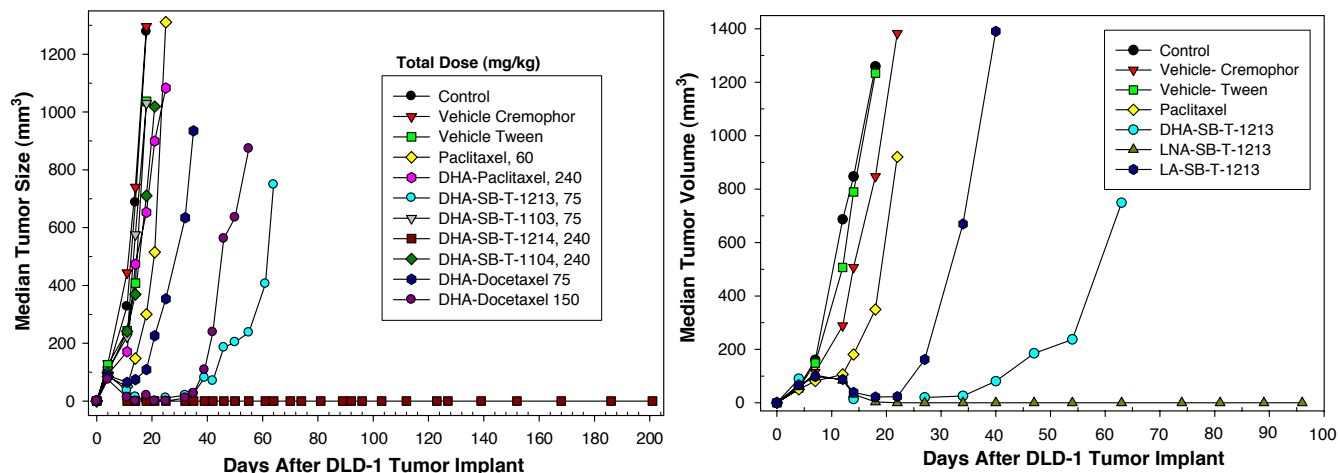 Median Tumor Size (mm3)
1200
1000
800
600
400
200
0
0 20 40 60 80 100 120 140 160 180 200
Days After DLD-1 Tumor Implant
Total Dose (mg/kg)
Control
Vehicle Cremophor
Vehicle Tween
Paclitaxel, 60
DHA-Paclitaxel, 240
DHA-SB-T-1213, 75
DHA-SB-T-1103, 75
DHA-SB-T-1214, 240
DHA-SB-T-1104, 240
DHA-Docetaxel 75
DHA-Docetaxel 150
Median Tumor Volume (mm3)
1400
1200
1000
800
600
400
200
0
0 10 20 30 40 50 60 70 80 90 100
Days After DLD-1 Tumor Implant
Control
Vehicle- Cremophor
Vehicle- Tween
Paclitaxel
DHA-SB-T-1213
LNA-SB-T-1213
LA-SB-T-1213